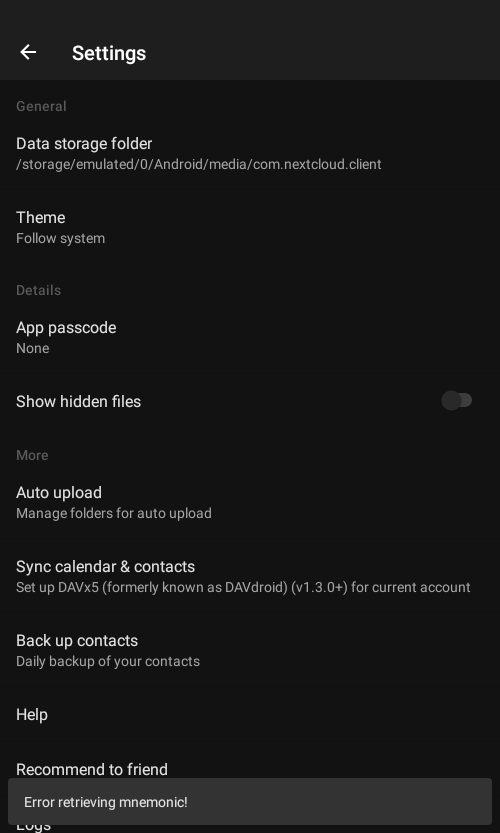 Settings
General
Data storage folder
/storage/emulated/0/Android/media/com.nextcloud.client
Theme
Follow system
Details
App passcode
None
Show hidden files
More
Auto upload
Manage folders for auto upload
Sync calendar & contacts
Set up DAVx5 (formerly known as DAVdroid) (v1.3.0+) for current account
Back up contacts
Daily backup of your contacts
Help
Recommend to friend
Error retrieving mnemonic!
Logs